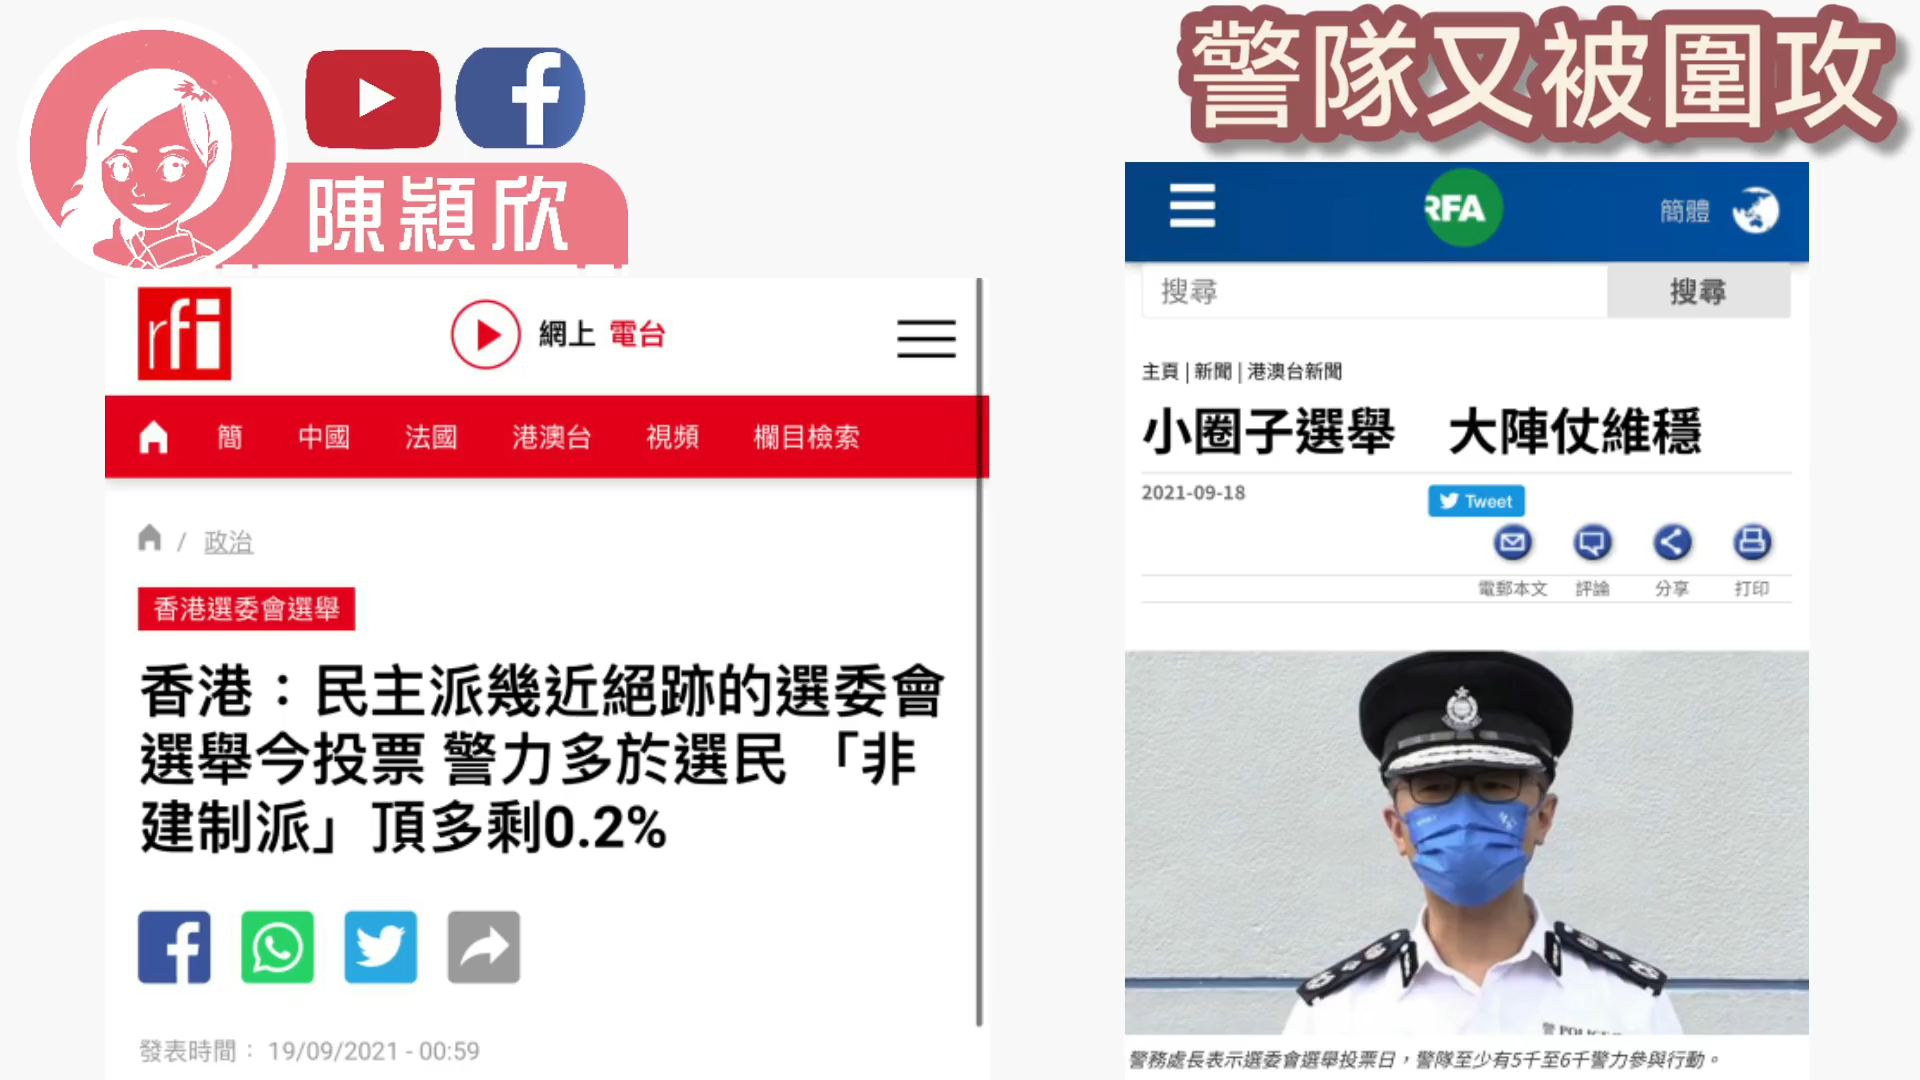 警隊又被圍攻
陳穎欣
rfi
網上 電台
簡 中國 法國 港澳台 視頻 欄目檢索
/ 政治
香港選委會選舉
香港：民主派幾近絕跡的選委會
選舉今投票 警力多於選民 「非
建制派」頂多剩0.2%
發表時間： 19/09/2021 - 00:59
RFA
簡體
搜尋 搜尋
主頁 | 新聞 | 港澳台新聞
小圈子選舉 大陣仗維穩
2021-09-18
Tweet
電郵本文 評論 分享 打印
警 POLICE
警務處長表示選委會選舉投票日，警隊至少有5千至6千警力參與行動。